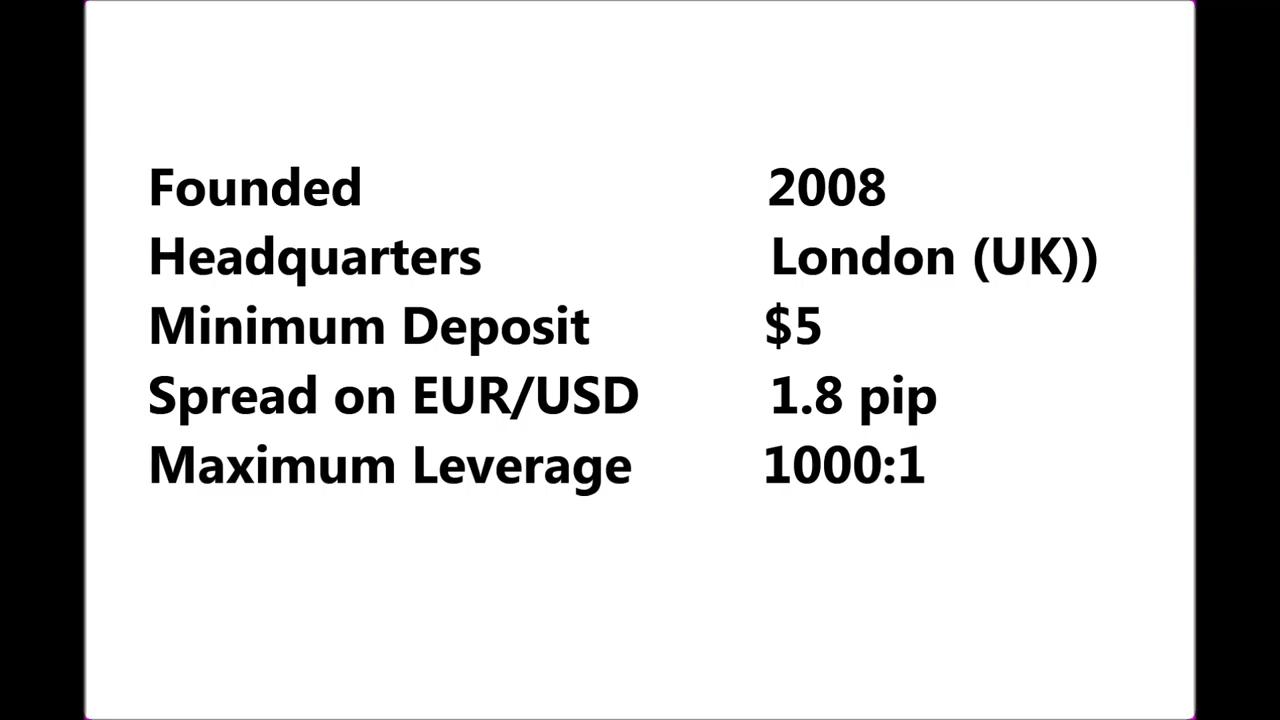 Founded 2008
Headquarters London (UK))
Minimum Deposit $5
Spread on EUR/USD 1.8 pip
Maximum Leverage 1000:1